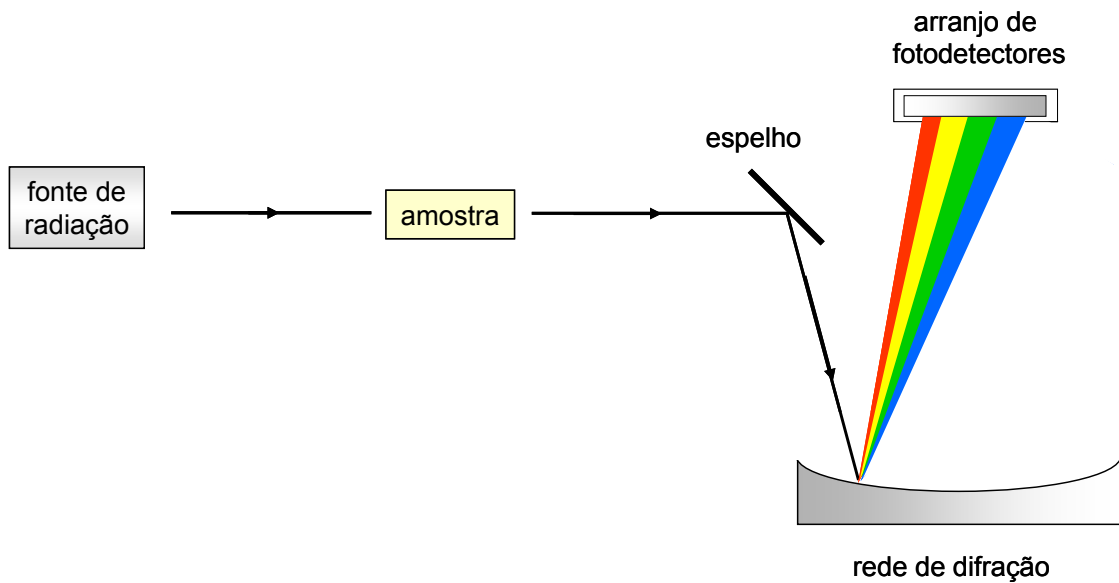 arranjo de
fotodetectores
espelho
fonte de
radiação
amostra
rede de difração